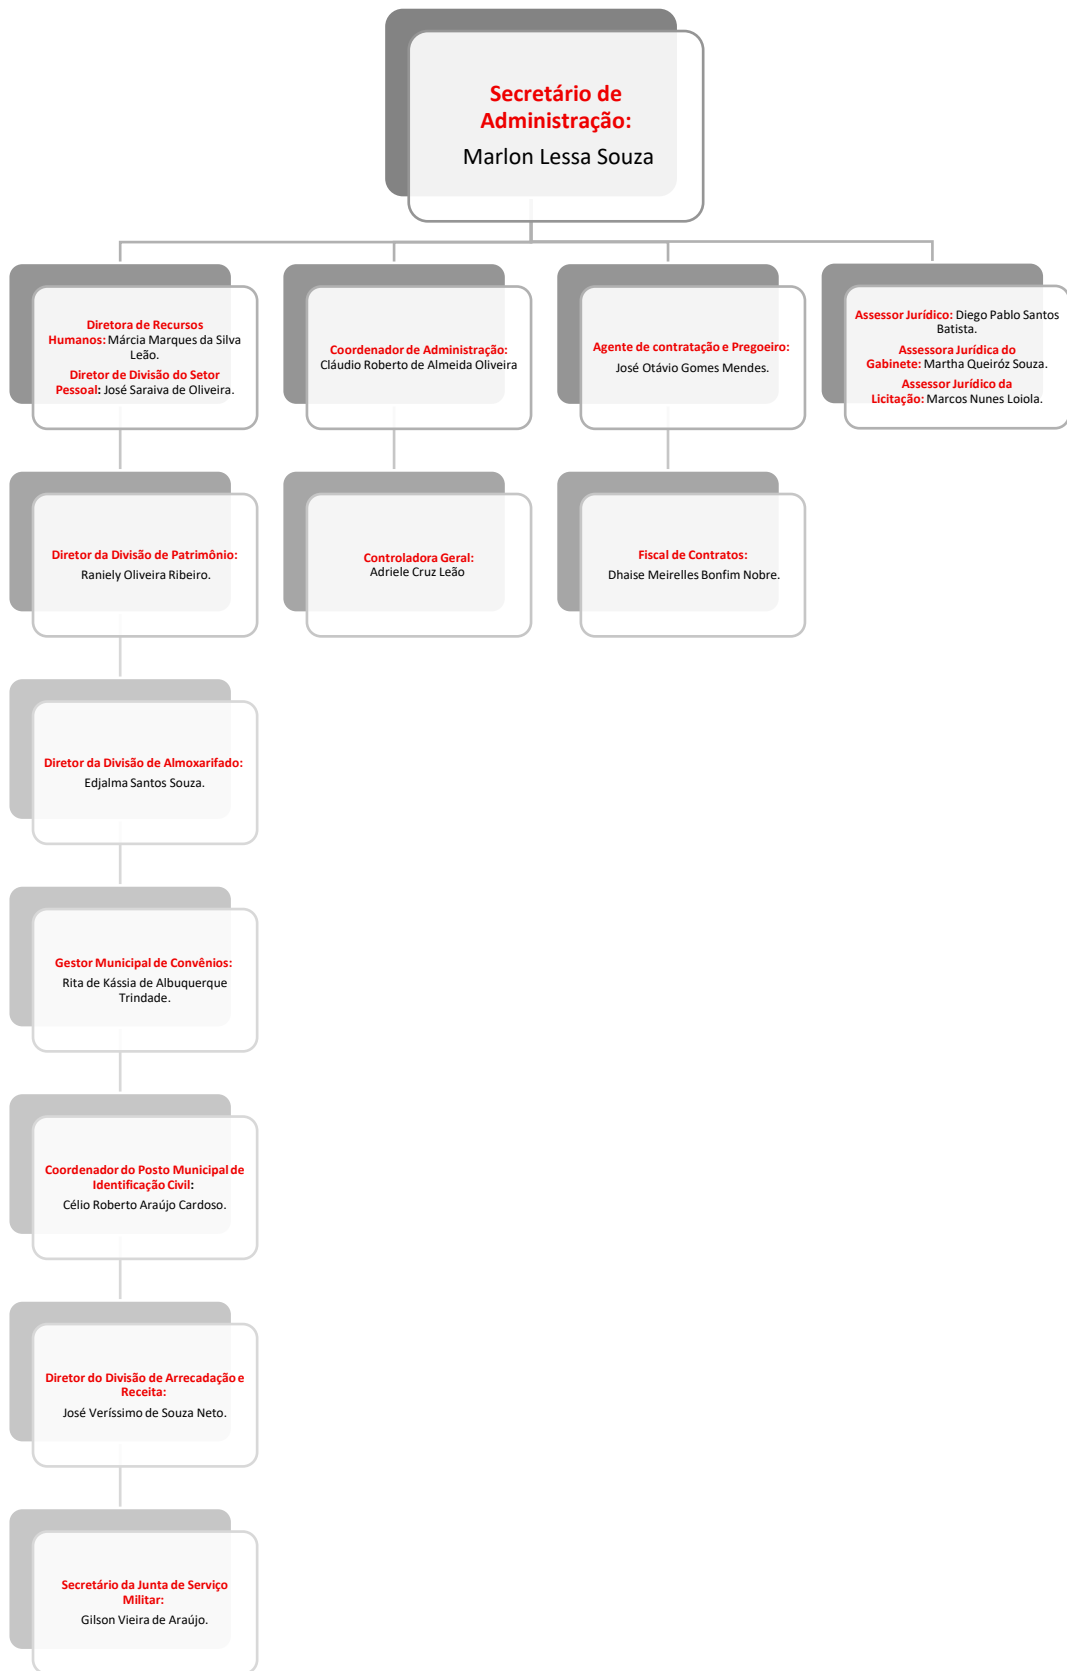 Secretário de
Administração:
Marlon Lessa Souza
Diretora de Recursos
Humanos: Márcia Marques da Silva
Leão.
Diretor de Divisão do Setor
Pessoal: José Saraiva de Oliveira.
Coordenador de Administração:
Cláudio Roberto de Almeida Oliveira
Agente de contratação e Pregoeiro:
José Otávio Gomes Mendes.
Assessor Jurídico: Diego Pablo Santos
Batista.
Assessora Jurídica do
Gabinete: Martha Queiróz Souza.
Assessor Jurídico da
Licitação: Marcos Nunes Loiola.
Diretor da Divisão de Patrimônio:
Raniely Oliveira Ribeiro.
Controladora Geral:
Adriele Cruz Leão
Fiscal de Contratos:
Dhaise Meirelles Bonfim Nobre.
Diretor da Divisão de Almoxarifado:
Edjalma Santos Souza.
Gestor Municipal de Convênios:
Rita de Kássia de Albuquerque
Trindade.
Coordenador do Posto Municipal de
Identificação Civil:
Célio Roberto Araújo Cardoso.
Diretor do Divisão de Arrecadação e
Receita:
José Veríssimo de Souza Neto.
Secretário da Junta de Serviço
Militar:
Gilson Vieira de Araújo.